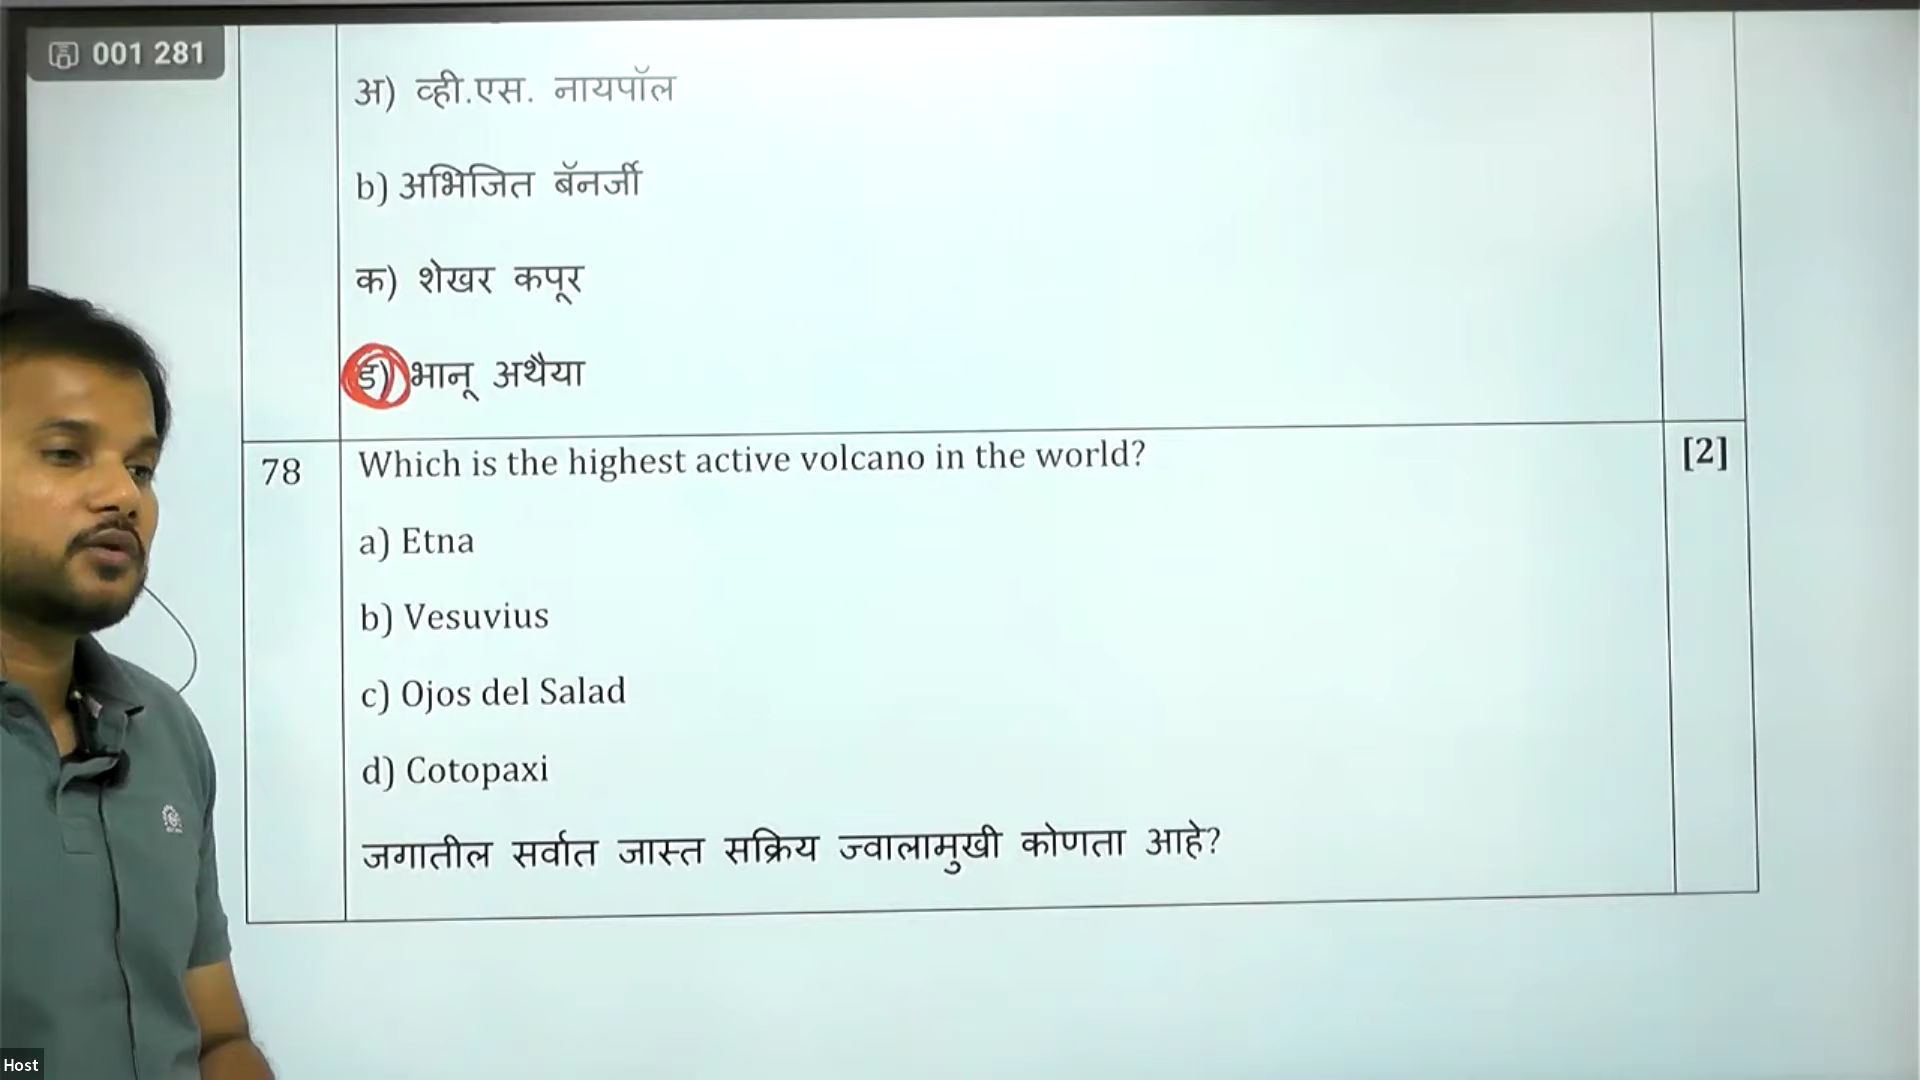 001 281
अ) व्ही.एस. नायपॉल
b) अभिजित बॅनर्जी
क) शेखर कपूर
ड) भानू अथैया
78 Which is the highest active volcano in the world? [2]
a) Etna
b) Vesuvius
c) Ojos del Salad
d) Cotopaxi
जगातील सर्वात जास्त सक्रिय ज्वालामुखी कोणता आहे?
Host